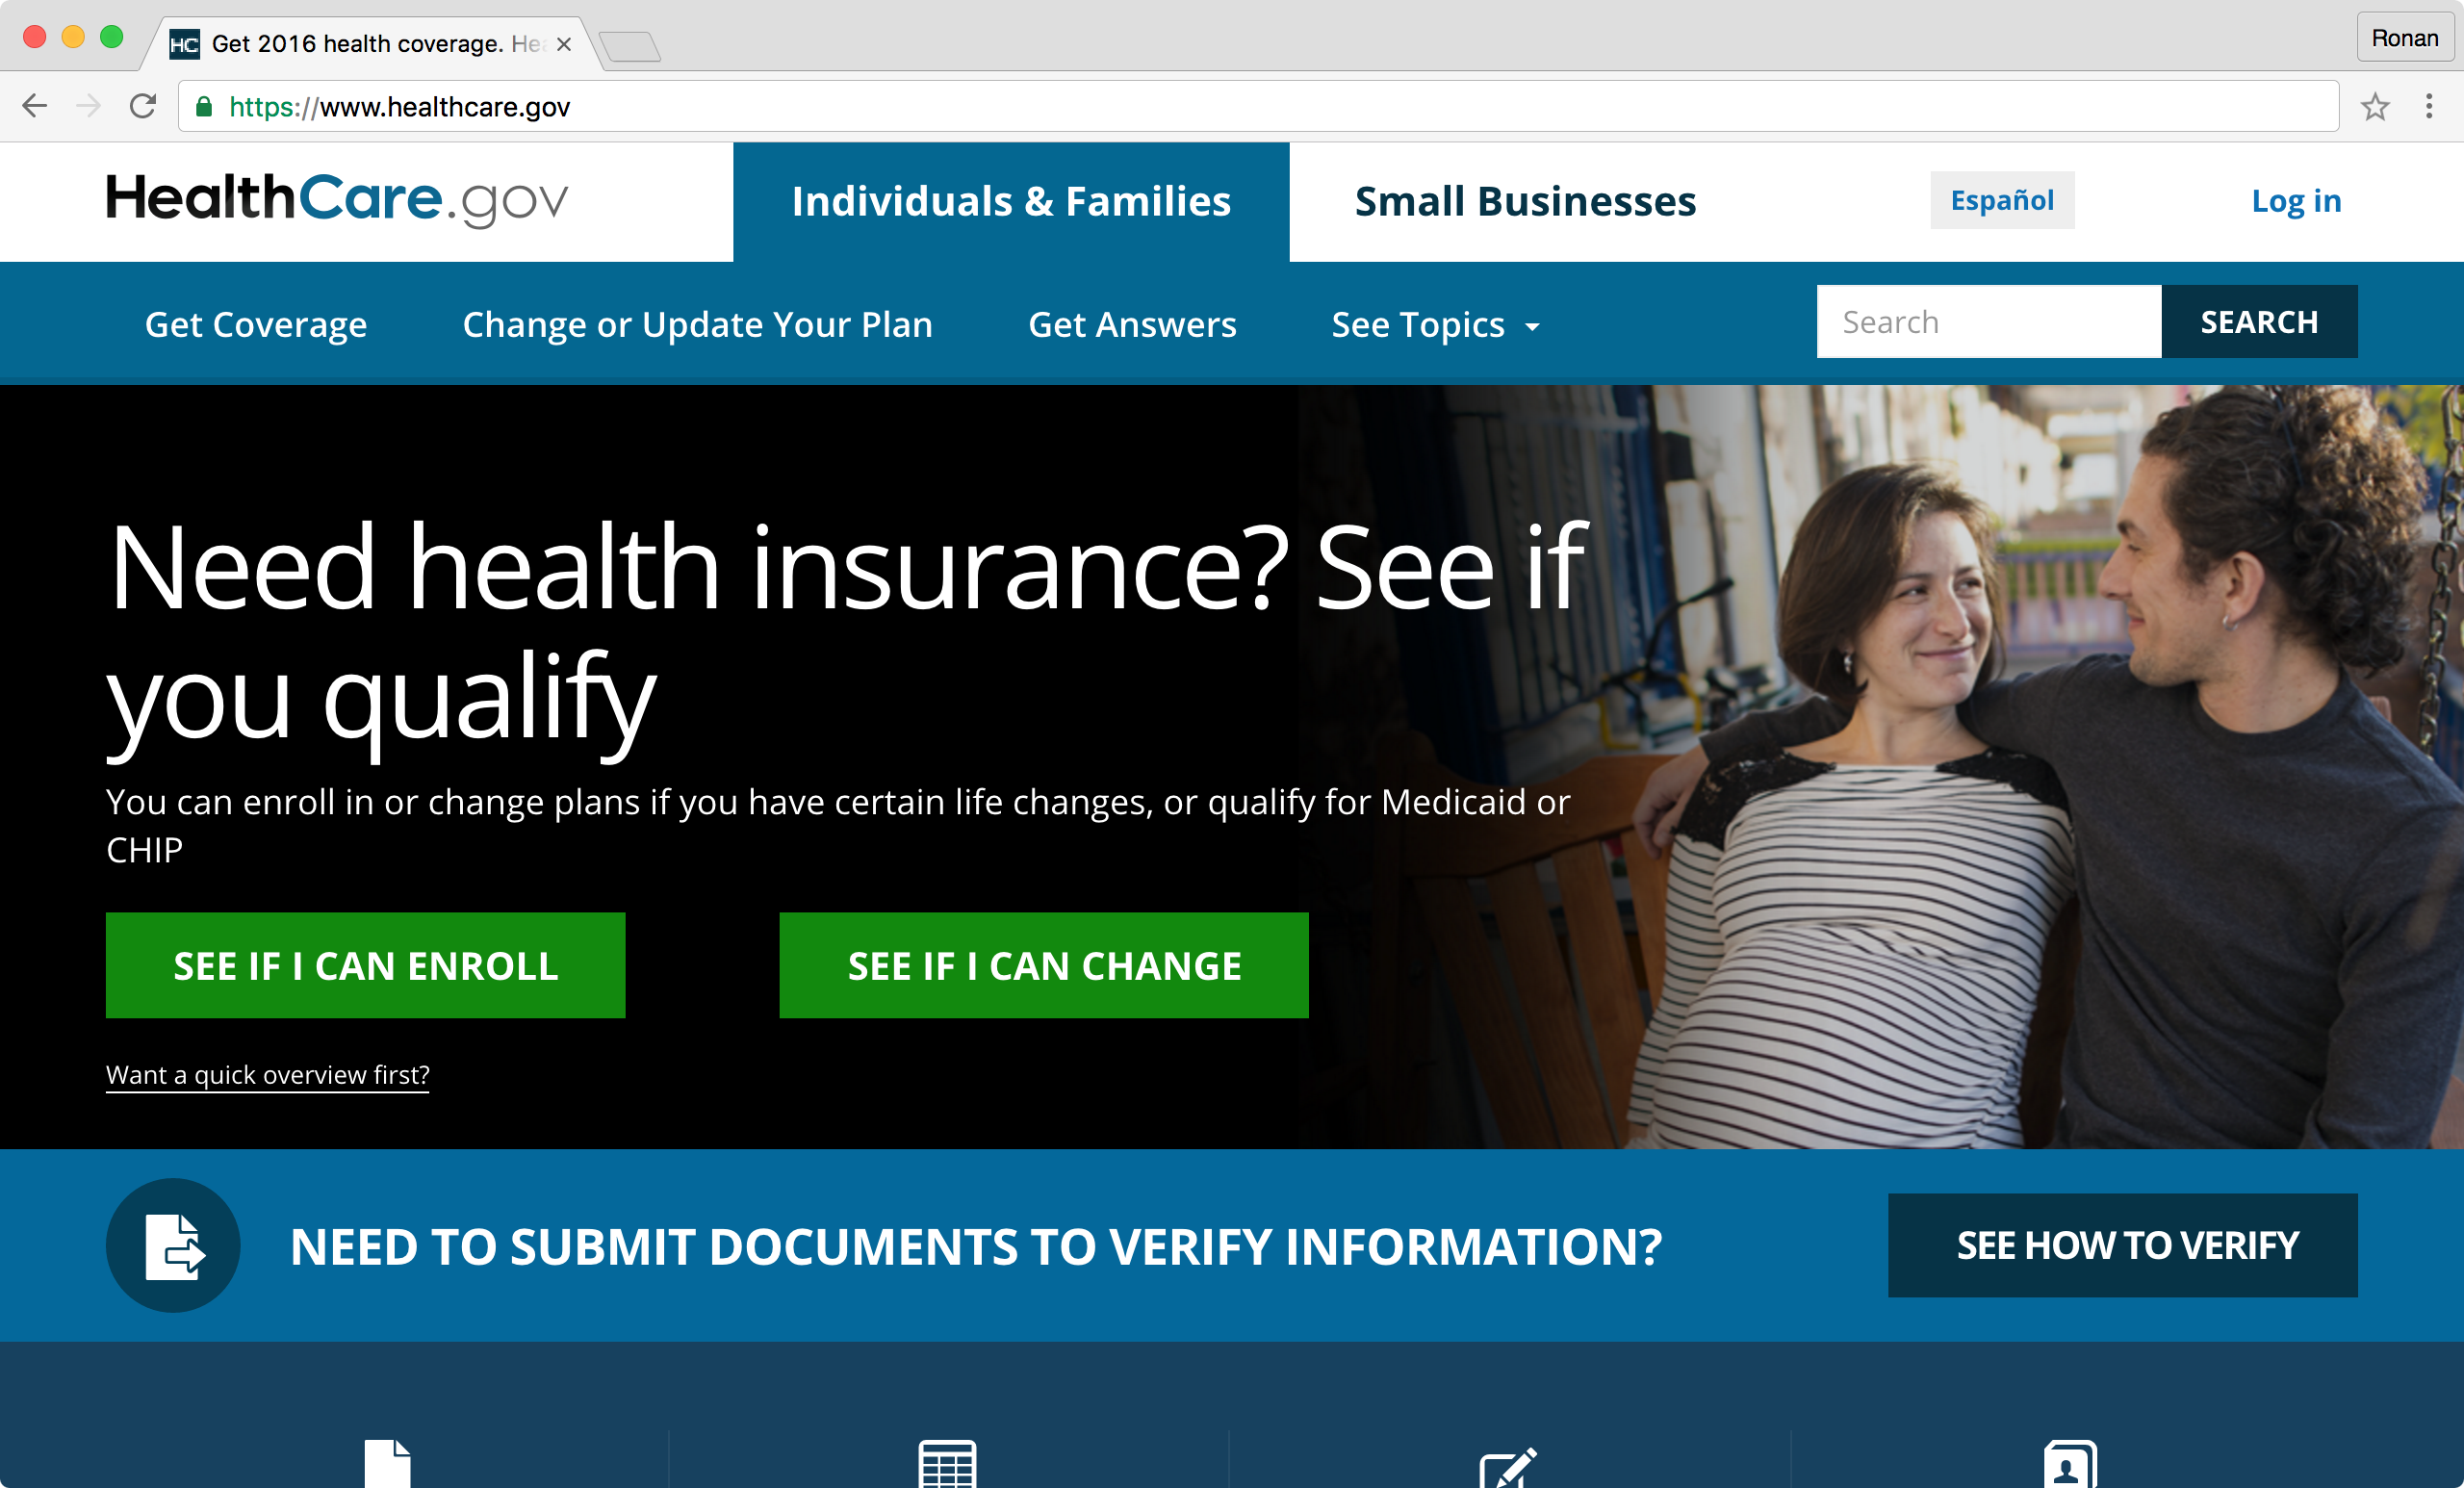 HC Get 2016 health coverage. Hea
Ronan
https://www.healthcare.gov
HealthCare.gov
Individuals & Families
Small Businesses
Español
Log in
Get Coverage
Change or Update Your Plan
Get Answers
See Topics
Search
SEARCH
Need health insurance? See if
you qualify
You can enroll in or change plans if you have certain life changes, or qualify for Medicaid or
CHIP
SEE IF I CAN ENROLL
SEE IF I CAN CHANGE
Want a quick overview first?
NEED TO SUBMIT DOCUMENTS TO VERIFY INFORMATION?
SEE HOW TO VERIFY